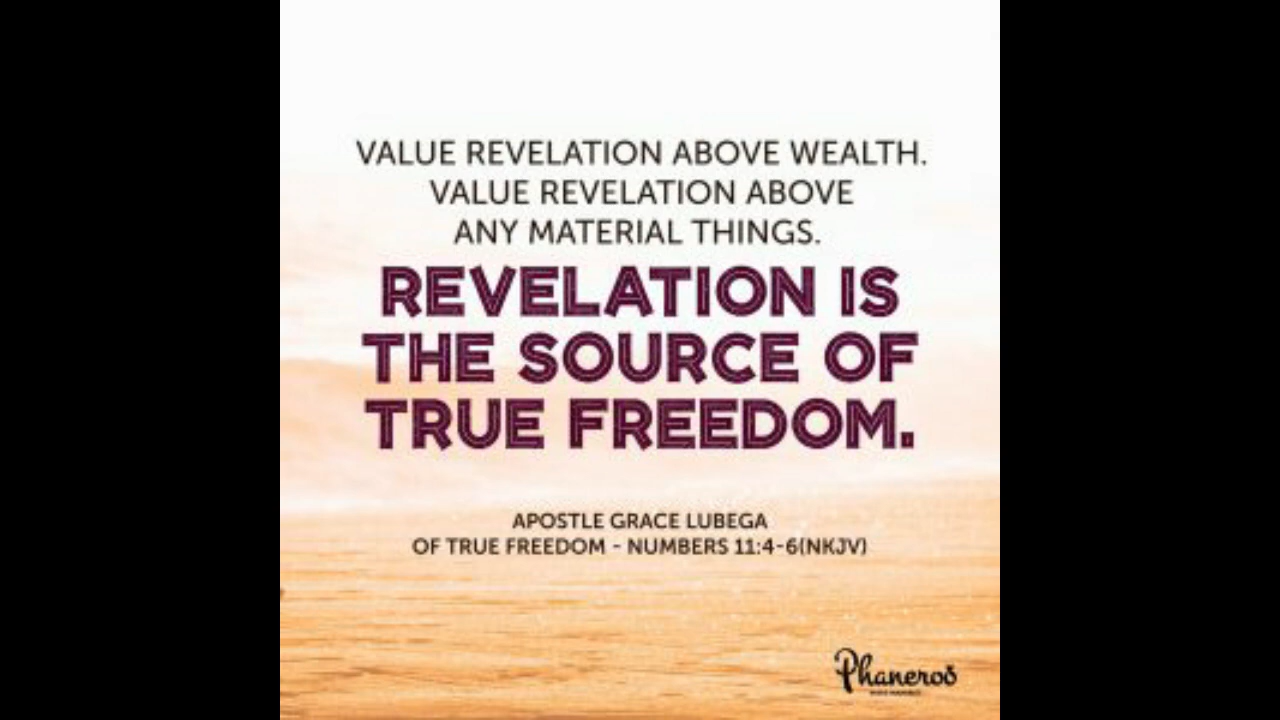 VALUE REVELATION ABOVE WEALTH.
VALUE REVELATION ABOVE
ANY MATERIAL THINGS.
REVELATION IS
THE SOURCE OF
TRUE FREEDOM.
APOSTLE GRACE LUBEGA
OF TRUE FREEDOM - NUMBERS 11:4-6(NKJV)
Phaneroo